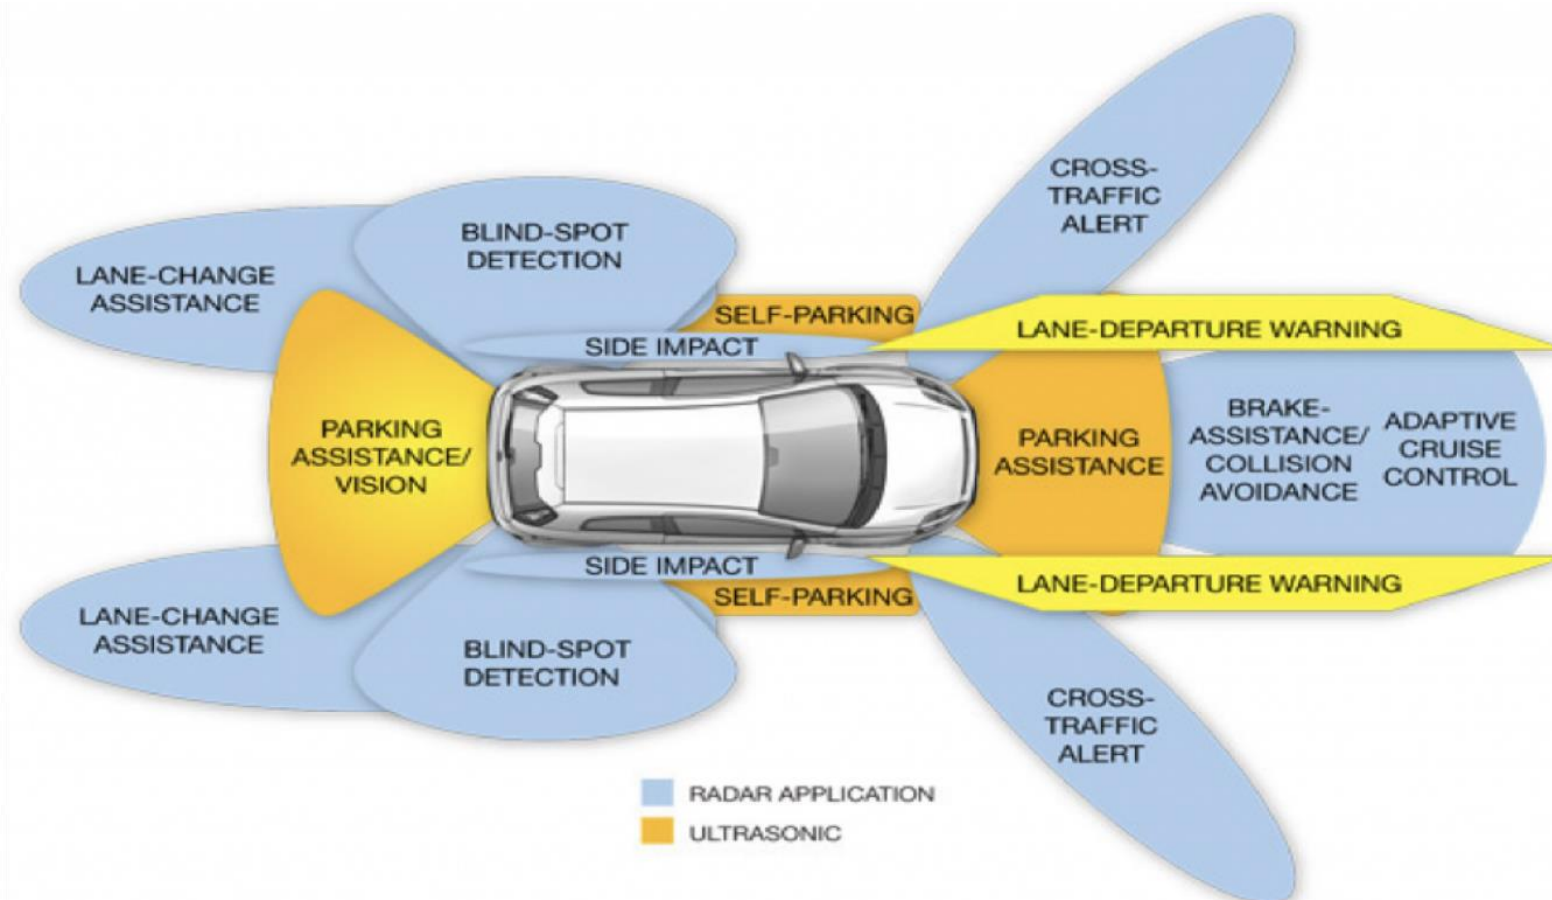 CROSS-
TRAFFIC
ALERT
BLIND-SPOT
DETECTION
LANE-CHANGE
ASSISTANCE
SELF-PARKING
LANE-DEPARTURE WARNING
SIDE IMPACT
PARKING
ASSISTANCE/
VISION
PARKING
ASSISTANCE
BRAKE-
ASSISTANCE/
COLLISION
AVOIDANCE
ADAPTIVE
CRUISE
CONTROL
SIDE IMPACT
LANE-DEPARTURE WARNING
SELF-PARKING
LANE-CHANGE
ASSISTANCE
BLIND-SPOT
DETECTION
CROSS-
TRAFFIC
ALERT
RADAR APPLICATION
ULTRASONIC